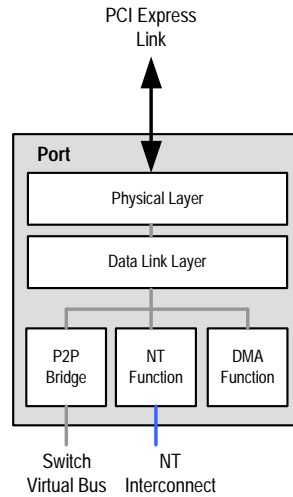 PCI Express
Link
Port
Physical Layer
Data Link Layer
P2P
Bridge
NT
Function
DMA
Function
Switch
Virtual Bus
NT
Interconnect